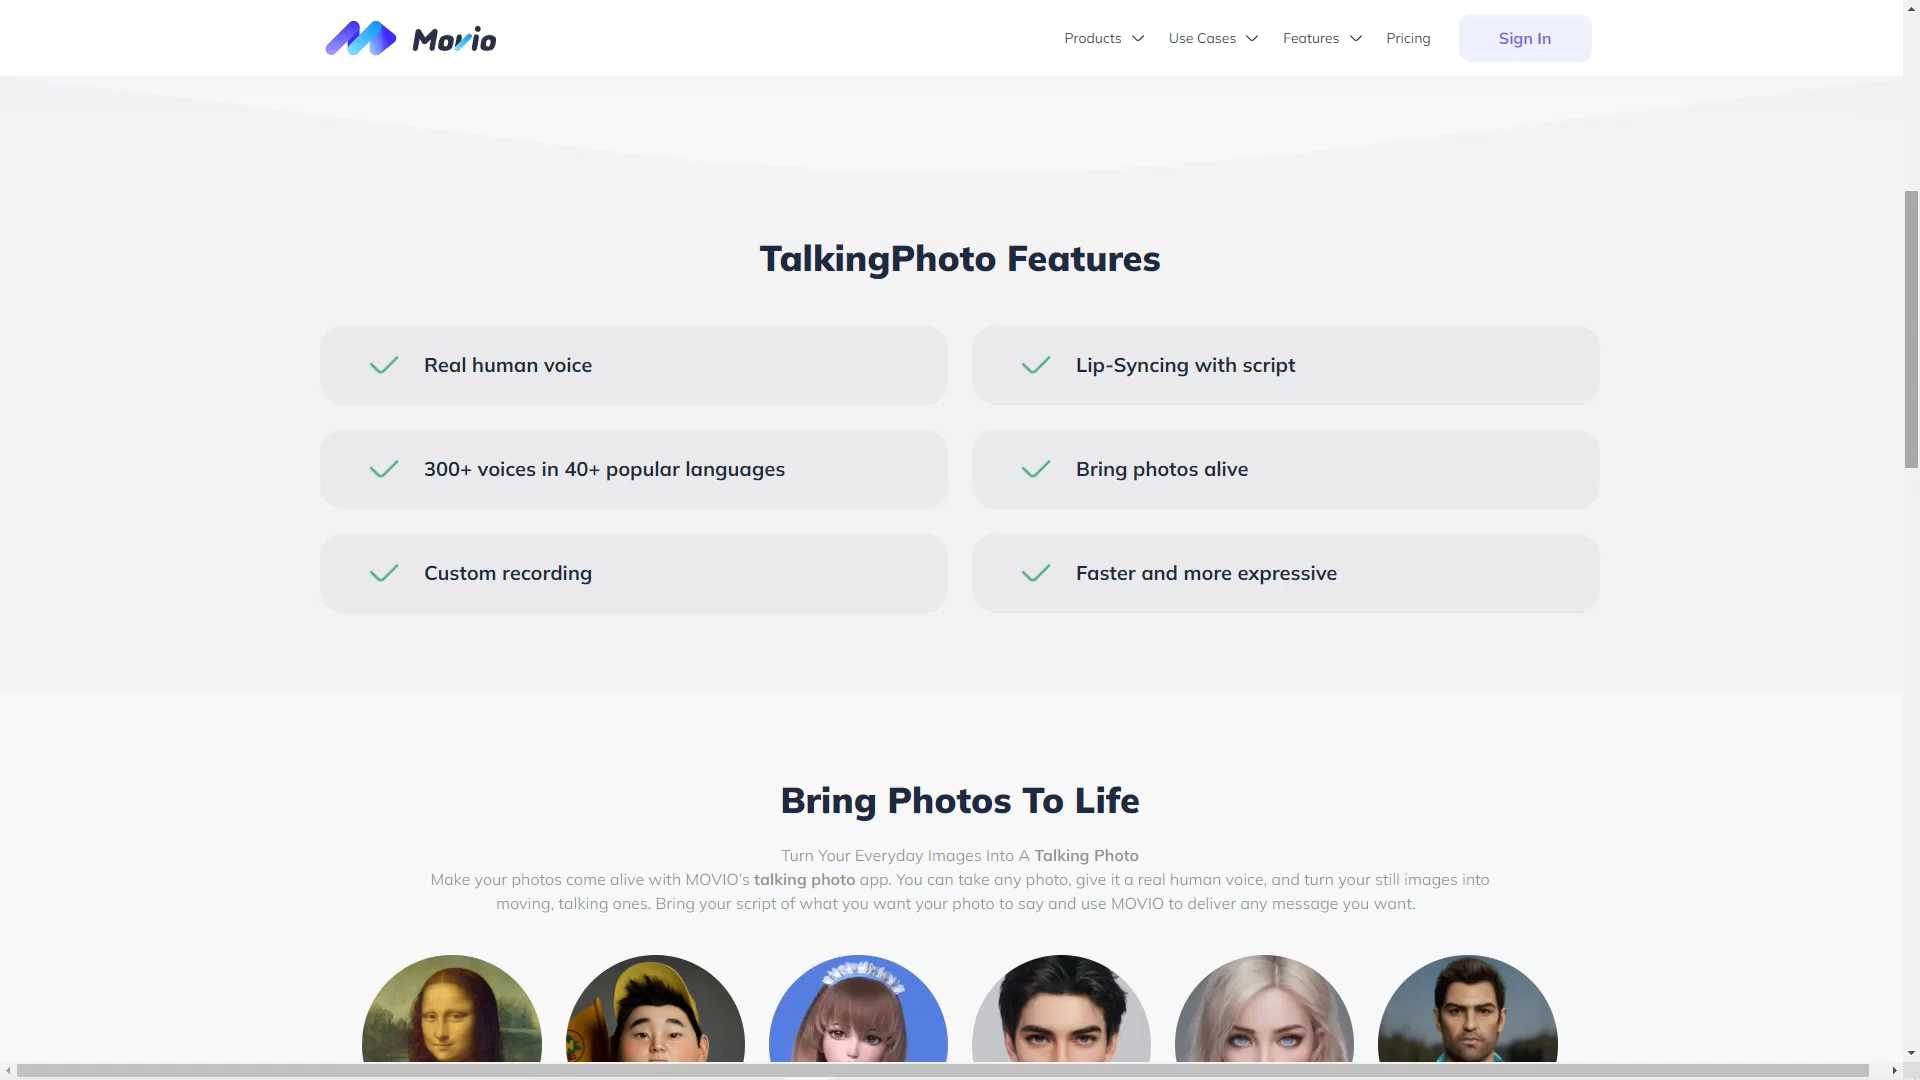 Movio
Products
Use Cases
Features
Pricing
Sign In
TalkingPhoto Features
Real human voice
Lip-Syncing with script
300+ voices in 40+ popular languages
Bring photos alive
Custom recording
Faster and more expressive
Bring Photos To Life
Turn Your Everyday Images Into A Talking Photo
Make your photos come alive with MOVIO's talking photo app. You can take any photo, give it a real human voice, and turn your still images into
moving, talking ones. Bring your script of what you want your photo to say and use MOVIO to deliver any message you want.